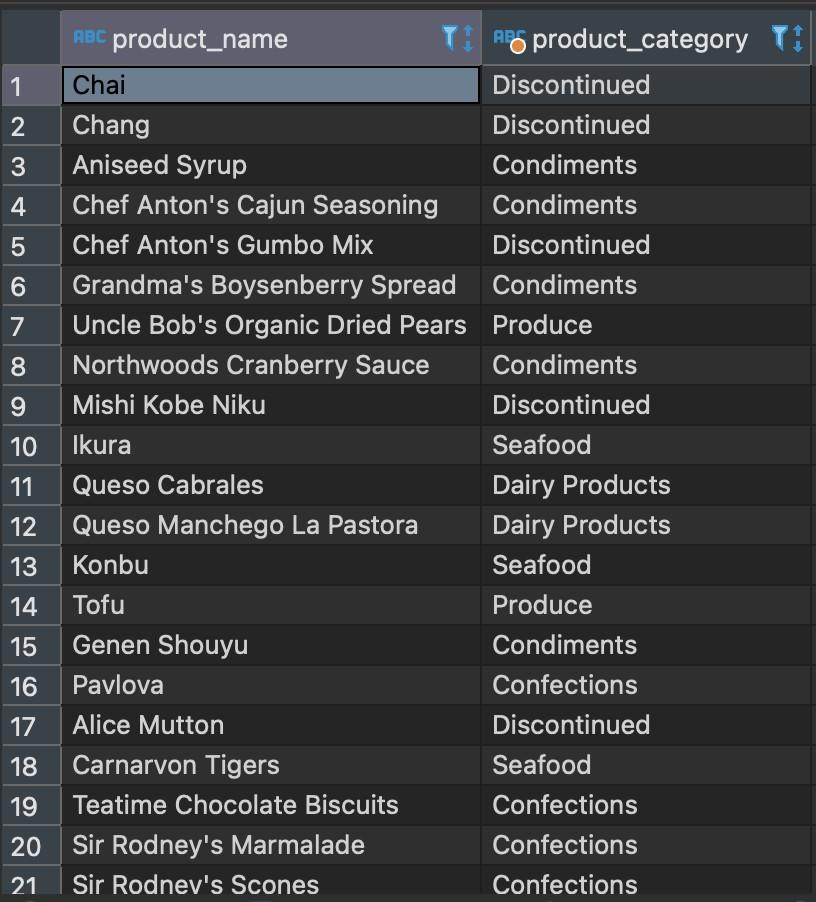 ABC product_name ABC product_category
1 Chai Discontinued
2 Chang Discontinued
3 Aniseed Syrup Condiments
4 Chef Anton's Cajun Seasoning Condiments
5 Chef Anton's Gumbo Mix Discontinued
6 Grandma's Boysenberry Spread Condiments
7 Uncle Bob's Organic Dried Pears Produce
8 Northwoods Cranberry Sauce Condiments
9 Mishi Kobe Niku Discontinued
10 Ikura Seafood
11 Queso Cabrales Dairy Products
12 Queso Manchego La Pastora Dairy Products
13 Konbu Seafood
14 Tofu Produce
15 Genen Shouyu Condiments
16 Pavlova Confections
17 Alice Mutton Discontinued
18 Carnarvon Tigers Seafood
19 Teatime Chocolate Biscuits Confections
20 Sir Rodney's Marmalade Confections
21 Sir Rodney's Scones Confections